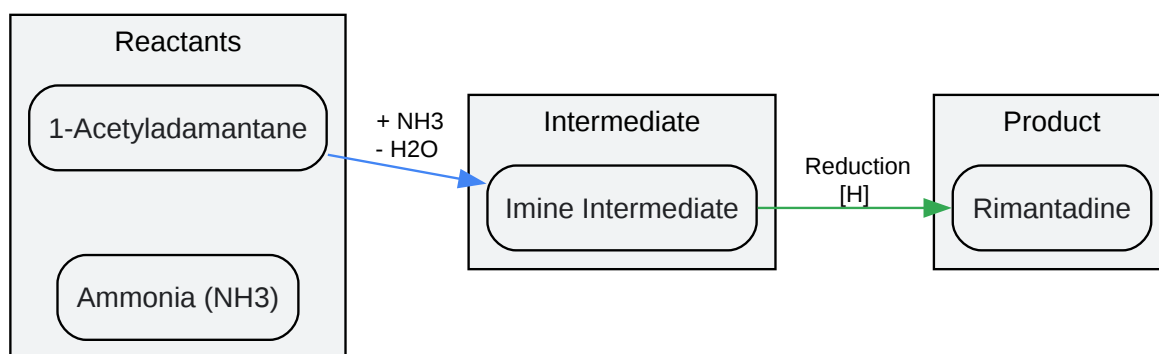 Reactants
1-Acetyladamantane
Ammonia (NH3)
+ NH3
- H2O
Intermediate
Imine Intermediate
Reduction
[H]
Product
Rimantadine